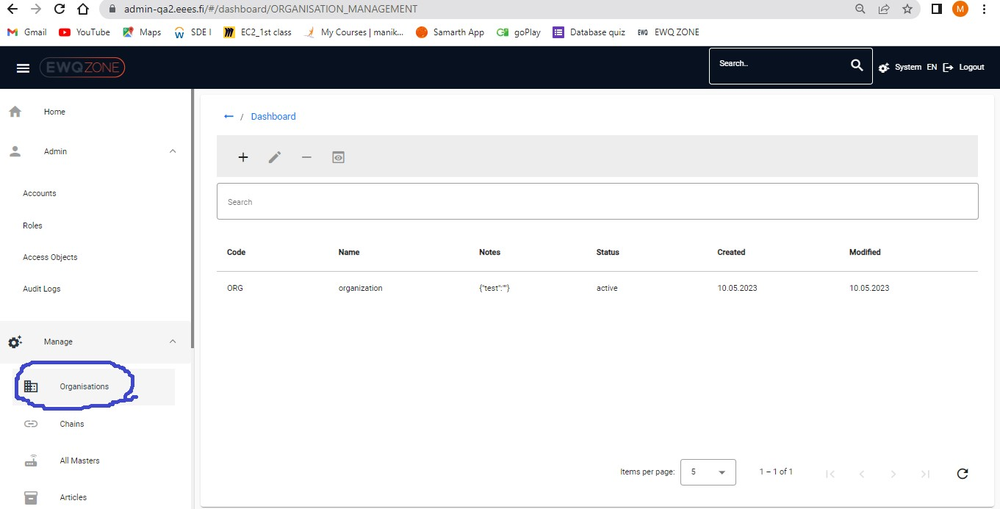 admin-qa2.eees.fi/#/dashboard/ORGANISATION_MANAGEMENT M
Gmail YouTube Maps SDE I EC2_1st class My Courses | manik... Samarth App goPlay Database quiz EWQ EWQ ZONE
EWQZONE Search.. System EN Logout
Home
Admin
Accounts
Roles
Access Objects
Audit Logs
Manage
Organisations
Chains
All Masters
Articles
/ Dashboard
Search
Code Name Notes Status Created Modified
ORG organization {"test":""} active 10.05.2023 10.05.2023
Items per page: 5 1 – 1 of 1